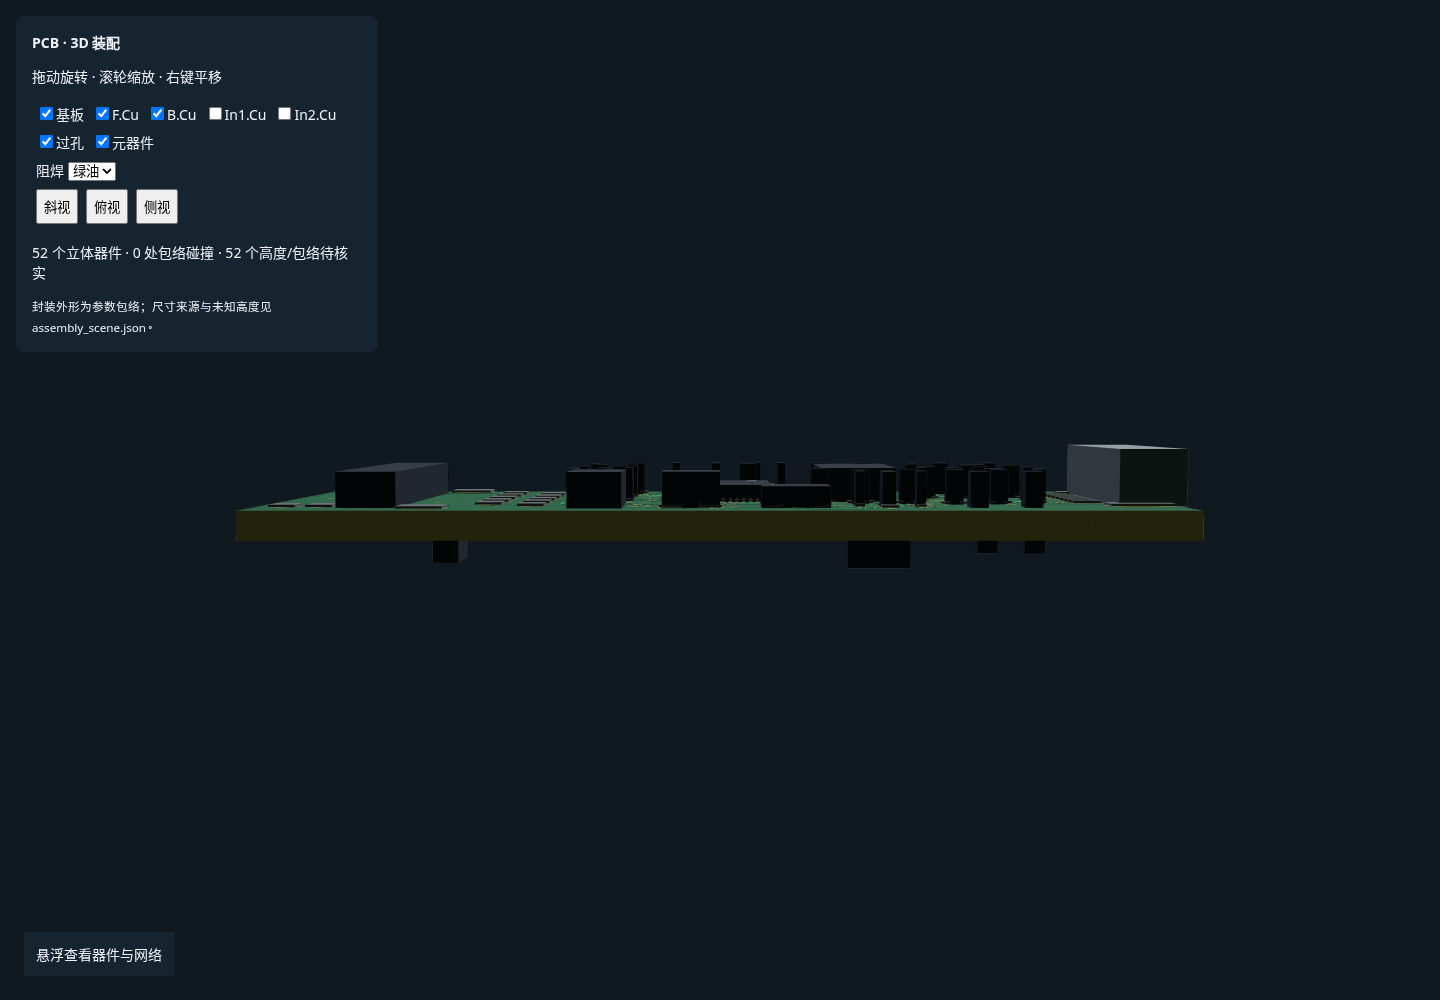 PCB · 3D 装配
拖动旋转 · 滚轮缩放 · 右键平移
基板 F.Cu B.Cu In1.Cu In2.Cu
过孔 元器件
阻焊 绿油
斜视 俯视 侧视
52 个立体器件 · 0 处包络碰撞 · 52 个高度/包络待核
实
封装外形为参数包络；尺寸来源与未知高度见
assembly_scene.json。
悬浮查看器件与网络